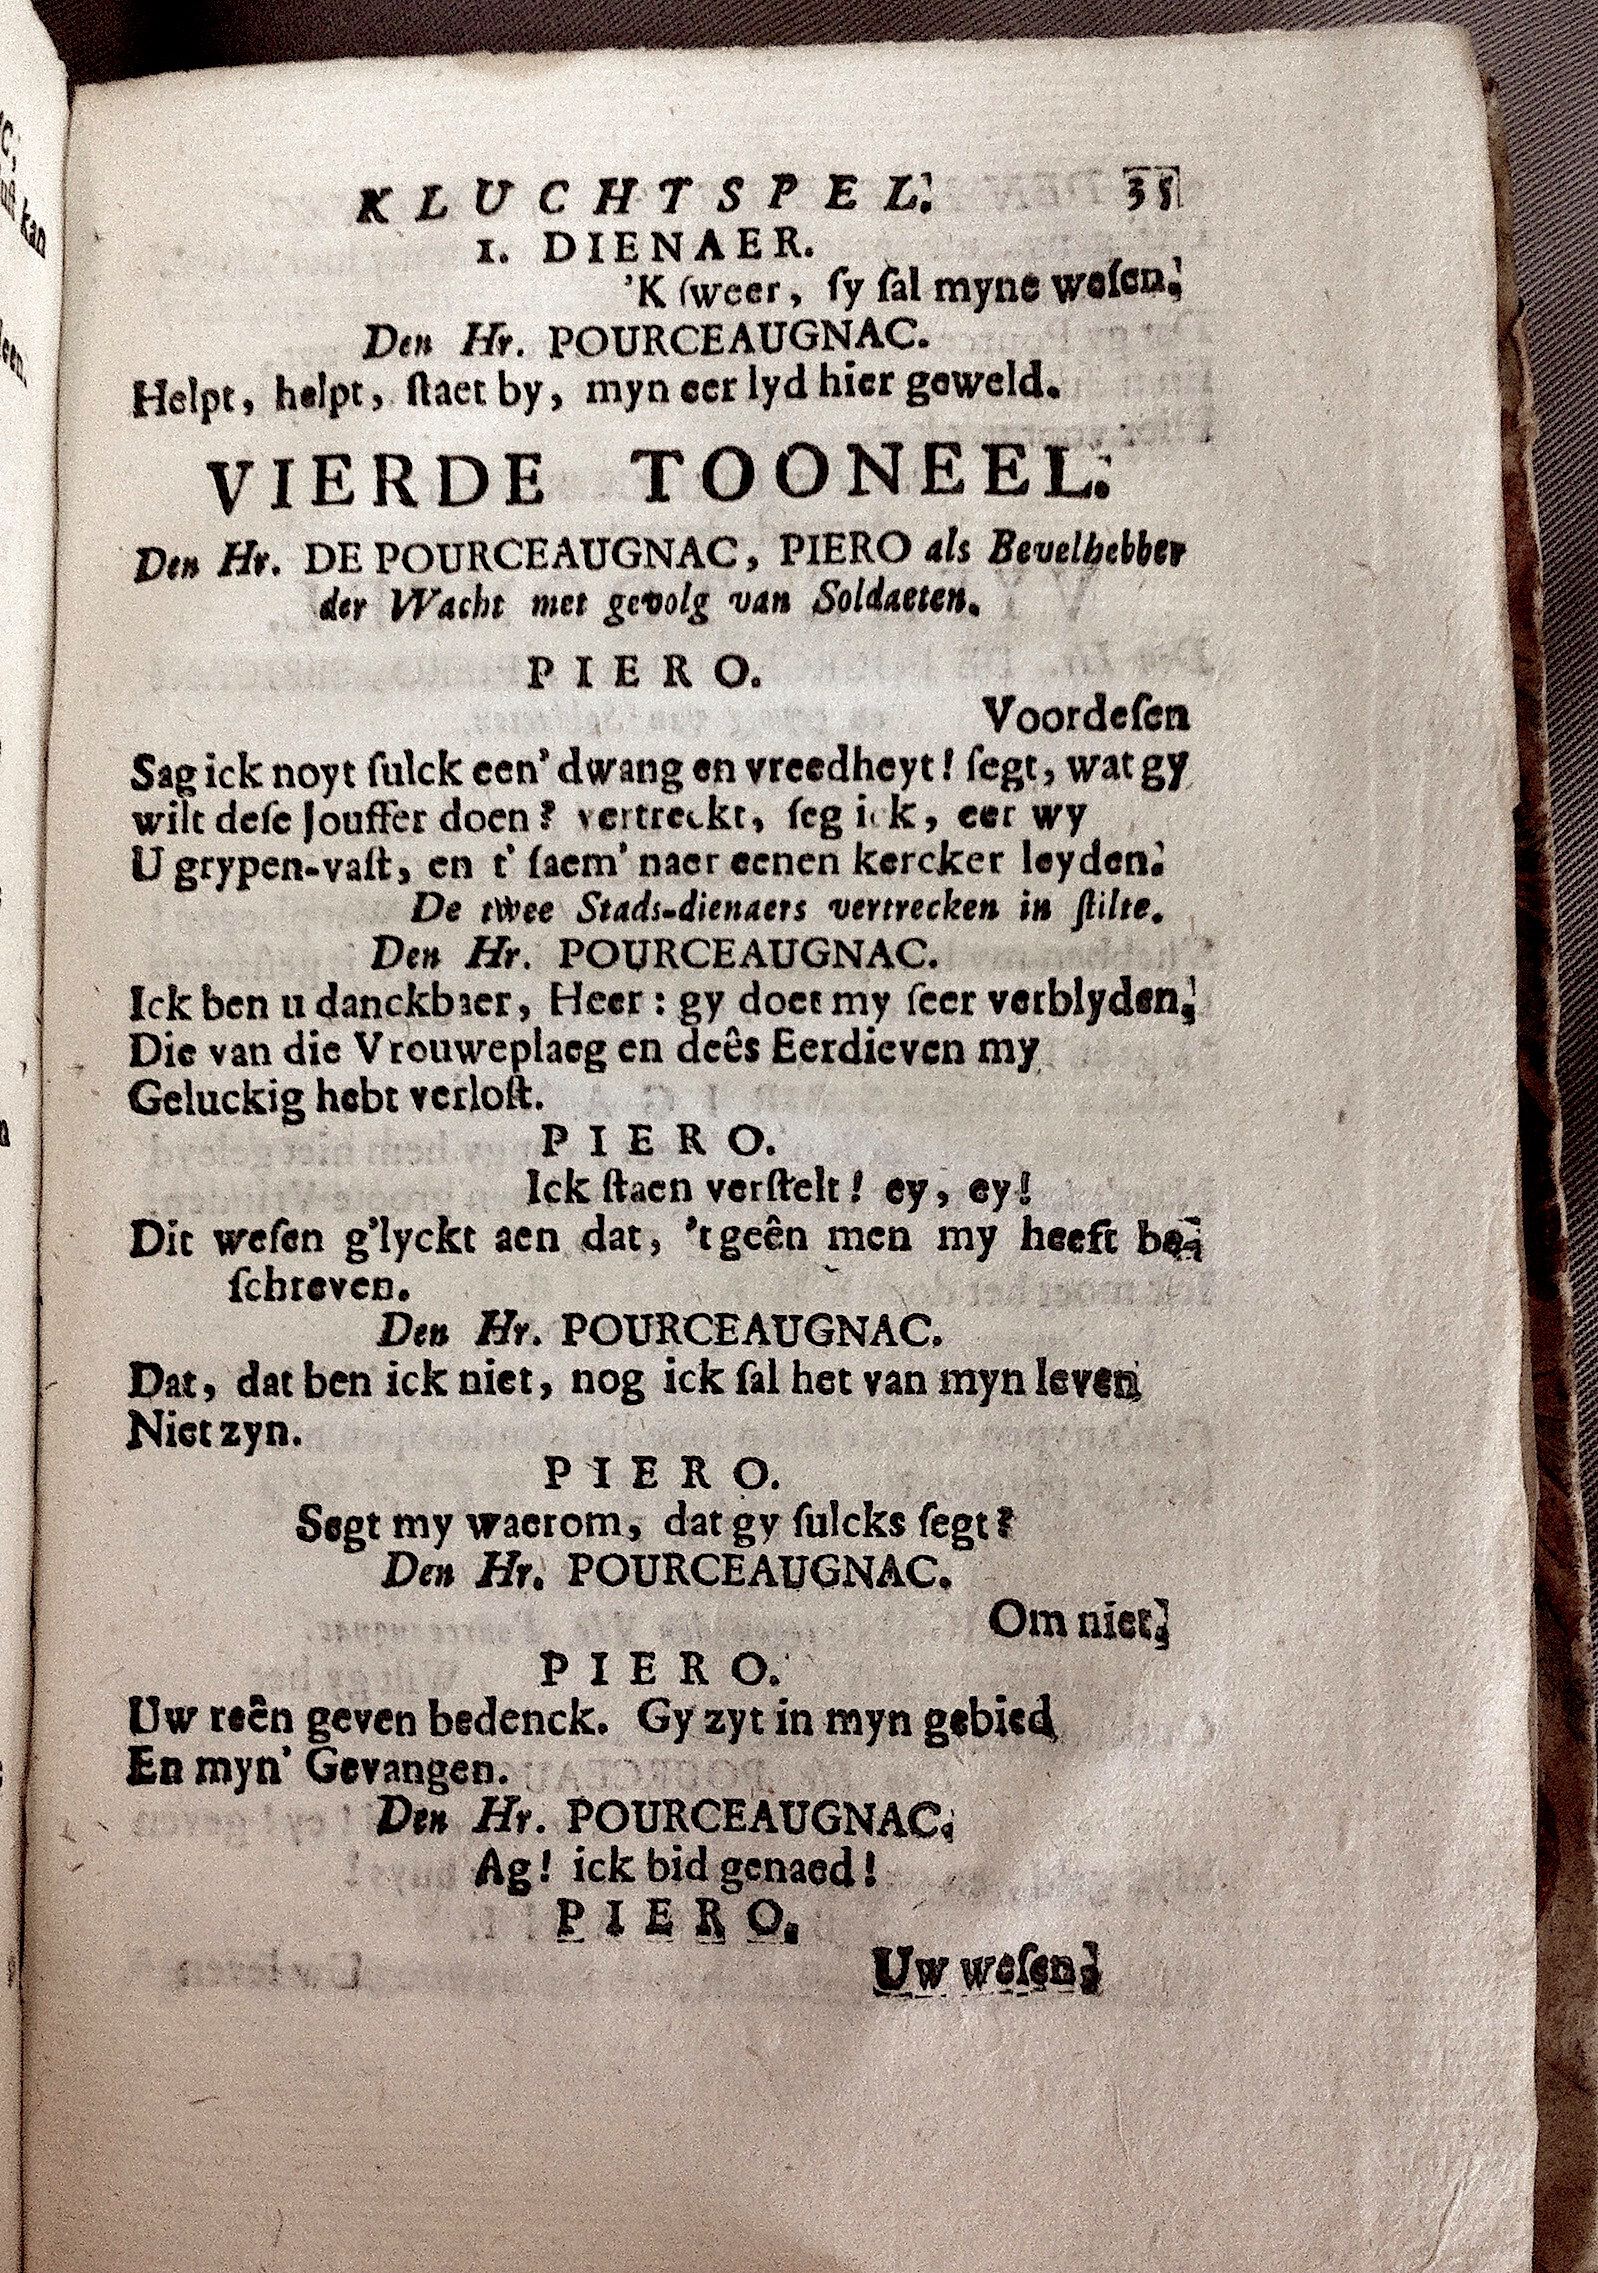 KLUCHTSPEL. 35
1. DIENAER.
'K ſweer, ſy ſal myne weſen.
Den Hr. POURCEAUGNAC.
Helpt, helpt, ſtaet by, myn eer lyd hier geweld.
VIERDE TOONEEL.
Den Hr. DE POURCEAUGNAC, PIERO als Bevelhebber
der Wacht met gevolg van Soldaeten.
PIERO.
Voordeſen
Sag ick noyt ſulck een' dwang en vreedheyt! ſegt, wat gy
wilt deſe Jouffer doen? vertreckt, ſeg ick, eer wy
U grypen-vaſt, en t' ſaem' naer eenen kercker leyden.
De twee Stads-dienaers vertrecken in ſtilte.
Den Hr. POURCEAUGNAC.
Ick ben u danckbaer, Heer: gy doet my ſeer verblyden,
Die van die Vrouweplaeg en deês Eerdieven my
Geluckig hebt verloſt.
PIERO.
Ick ſtaen verſtelt! ey, ey!
Dit weſen g'lyckt aen dat, 't geên men my heeft be-
ſchreven.
Den Hr. POURCEAUGNAC.
Dat, dat ben ick niet, nog ick ſal het van myn leven
Niet zyn.
PIERO.
Segt my waerom, dat gy ſulcks ſegt?
Den Hr. POURCEAUGNAC.
Om niet.
PIERO.
Uw reên geven bedenck. Gy zyt in myn gebied
En myn' Gevangen.
Den Hr. POURCEAUGNAC.
Ag! ick bid genaed!
PIERO.
Uw weſen,